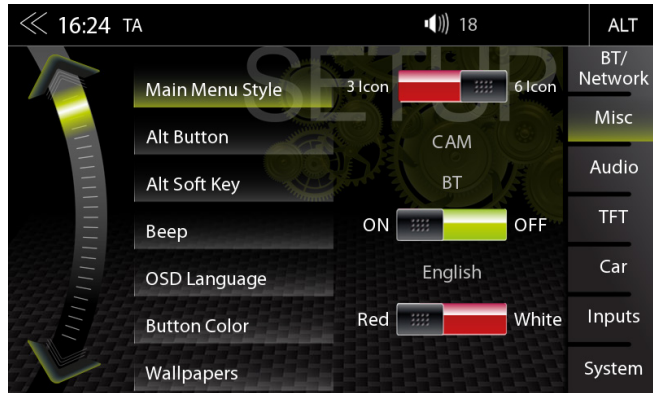 16:24 TA 18 ALT
SETUP
BT/
Network
Main Menu Style 3 Icon 6 Icon
Misc
Alt Button CAM
Audio
Alt Soft Key BT
Beep ON OFF TFT
OSD Language English Car
Button Color Red White Inputs
Wallpapers System